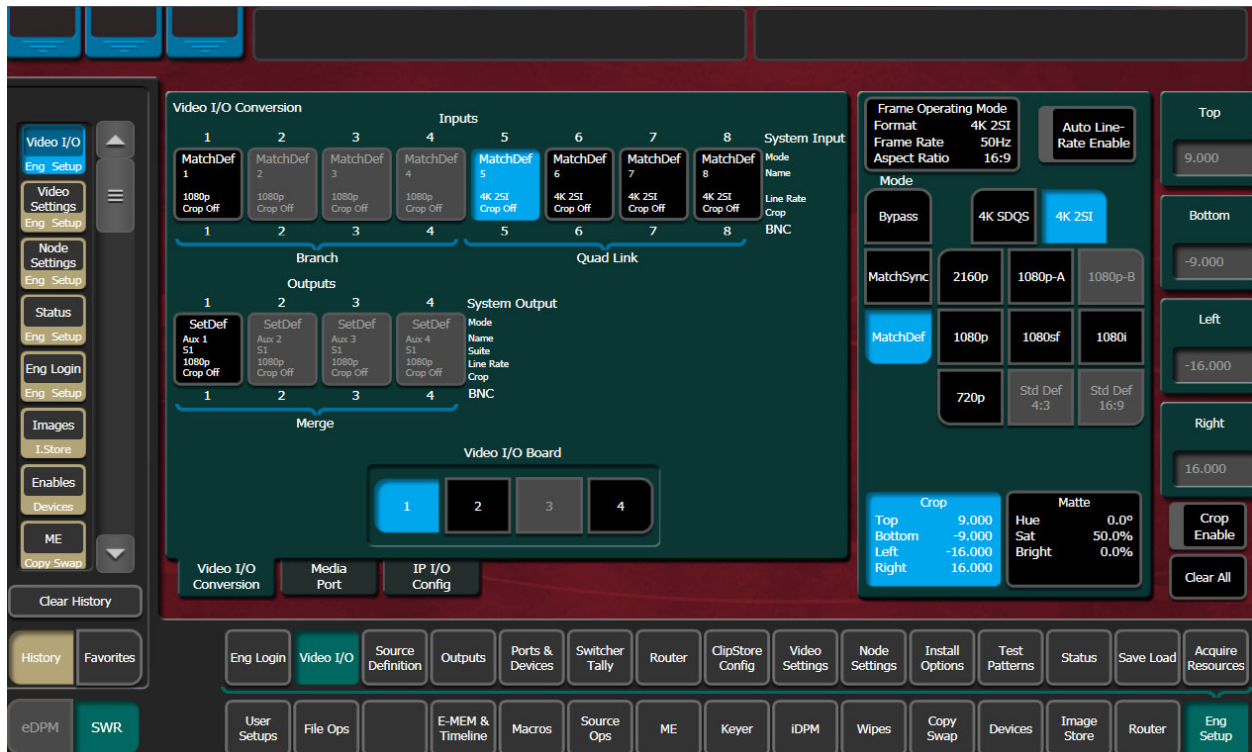 Video I/O
Eng Setup
Video
Settings
Eng Setup
Node
Settings
Eng Setup
Status
Eng Setup
Eng Login
Eng Setup
Images
I.Store
Enables
Devices
ME
Copy Swap
Clear History
History Favorites
eDPM SWR
Video I/O Conversion
Inputs
1 2 3 4 5 6 7 8 System Input
MatchDef MatchDef MatchDef MatchDef MatchDef MatchDef MatchDef MatchDef Mode
1 2 3 4 5 6 7 8 Name
1080p 1080p 1080p 1080p 4K 2SI 4K 2SI 4K 2SI 4K 2SI Line Rate
Crop Off Crop Off Crop Off Crop Off Crop Off Crop Off Crop Off Crop Off Crop
1 2 3 4 5 6 7 8 BNC
Branch Quad Link
Outputs
1 2 3 4 System Output
SetDef SetDef SetDef SetDef Mode
Aux 1 Aux 2 Aux 3 Aux 4 Name
S1 S1 S1 S1 Suite
1080p 1080p 1080p 1080p Line Rate
Crop Off Crop Off Crop Off Crop Off Crop
1 2 3 4 BNC
Merge
Video I/O Board
1 2 3 4
Video I/O
Conversion
Media
Port
IP I/O
Config
Frame Operating Mode
Format 4K 2SI
Frame Rate 50Hz
Aspect Ratio 16:9
Auto Line-
Rate Enable
Mode
Bypass 4K SDQS 4K 2SI
MatchSync 2160p 1080p-A 1080p-B
MatchDef 1080p 1080sf 1080i
720p
Std Def
4:3
Std Def
16:9
Crop
Top 9.000
Bottom -9.000
Left -16.000
Right 16.000
Matte
Hue 0.0º
Sat 50.0%
Bright 0.0%
Top
9.000
Bottom
-9.000
Left
-16.000
Right
16.000
Crop
Enable
Clear All
Eng Login
Video I/O
Source
Definition
Outputs
Ports &
Devices
Switcher
Tally
Router
ClipStore
Config
Video
Settings
Node
Settings
Install
Options
Test
Patterns
Status
Save Load
Acquire
Resources
User
Setups
File Ops
E-MEM &
Timeline
Macros
Source
Ops
ME
Keyer
iDPM
Wipes
Copy
Swap
Devices
Image
Store
Router
Eng
Setup